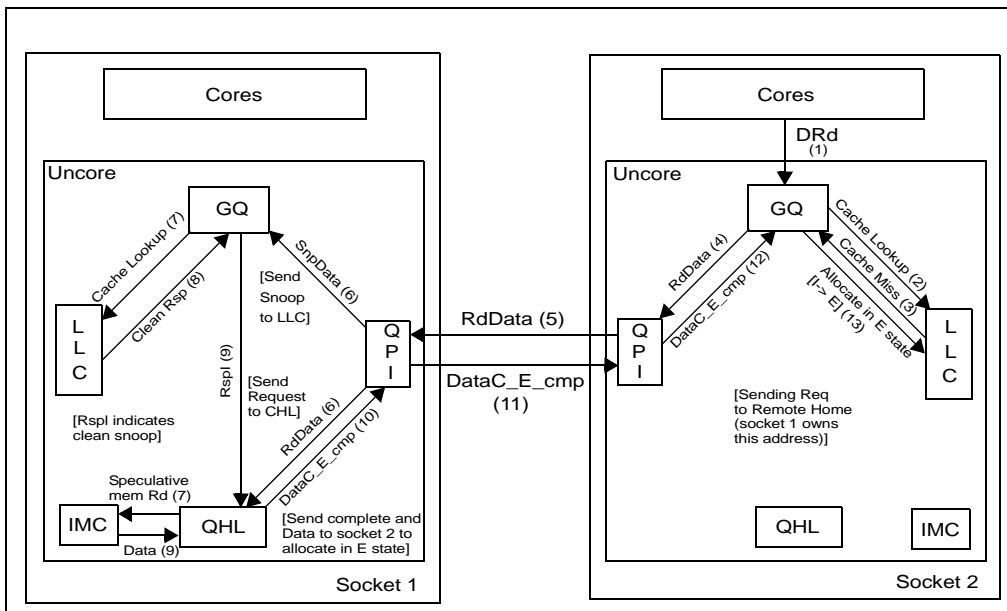 Cores
Uncore
GQ
Cache Lookup (7)
Clean Rsp (8)
SnpData (6)
[Send
Snoop
to LLC]
L
L
C
Q
P
I
RspI (9)
[Send
Request
to CHL]
[RspI indicates
clean snoop]
RdData (6)
DataC_E_cmp (10)
Speculative
mem Rd (7)
IMC
QHL
Data (9)
[Send complete and
Data to socket 2 to
allocate in E state]
Socket 1
RdData (5)
DataC_E_cmp
(11)
Cores
DRd
(1)
Uncore
GQ
RdData (4)
DataC_E_cmp (12)
Cache Lookup (2)
Cache Miss (3)
Allocate in E state
[I-> E] (13)
Q
P
I
L
L
C
[Sending Req
to Remote Home
(socket 1 owns
this address)]
QHL
IMC
Socket 2